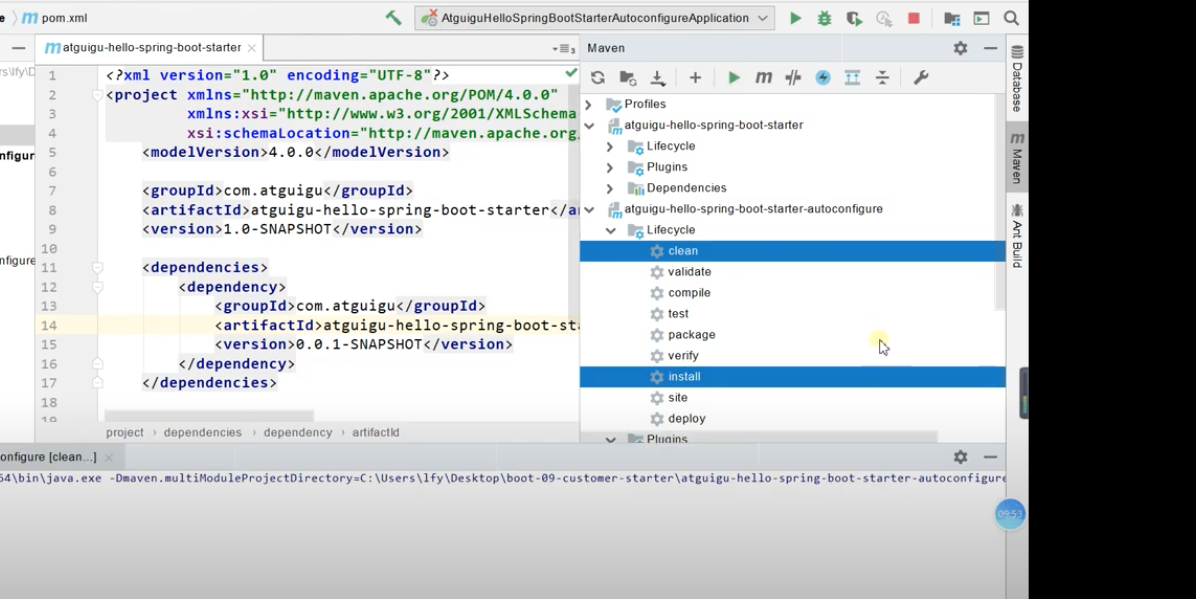 pom.xml
AtguiguHelloSpringBootStarterAutoconfigureApplication
atguigu-hello-spring-boot-starter
Maven
1 <?xml version="1.0" encoding="UTF-8"?>
2 <project xmlns="http://maven.apache.org/POM/4.0.0"
3 xmlns:xsi="http://www.w3.org/2001/XMLSchema
4 xsi:schemaLocation="http://maven.apache.org
5 <modelVersion>4.0.0</modelVersion>
6
7 <groupId>com.atguigu</groupId>
8 <artifactId>atguigu-hello-spring-boot-starter</a
9 <version>1.0-SNAPSHOT</version>
10
11 <dependencies>
12 <dependency>
13 <groupId>com.atguigu</groupId>
14 <artifactId>atguigu-hello-spring-boot-sta
15 <version>0.0.1-SNAPSHOT</version>
16 </dependency>
17 </dependencies>
18
19
project › dependencies › dependency › artifactId
Profiles
atguigu-hello-spring-boot-starter
Lifecycle
Plugins
Dependencies
atguigu-hello-spring-boot-starter-autoconfigure
Lifecycle
clean
validate
compile
test
package
verify
install
site
deploy
Plugins
Database
Maven
Ant Build
onfigure [clean...]
64\bin\java.exe -Dmaven.multiModuleProjectDirectory=C:\Users\lfy\Desktop\boot-09-customer-starter\atguigu-hello-spring-boot-starter-autoconfigure
09:53